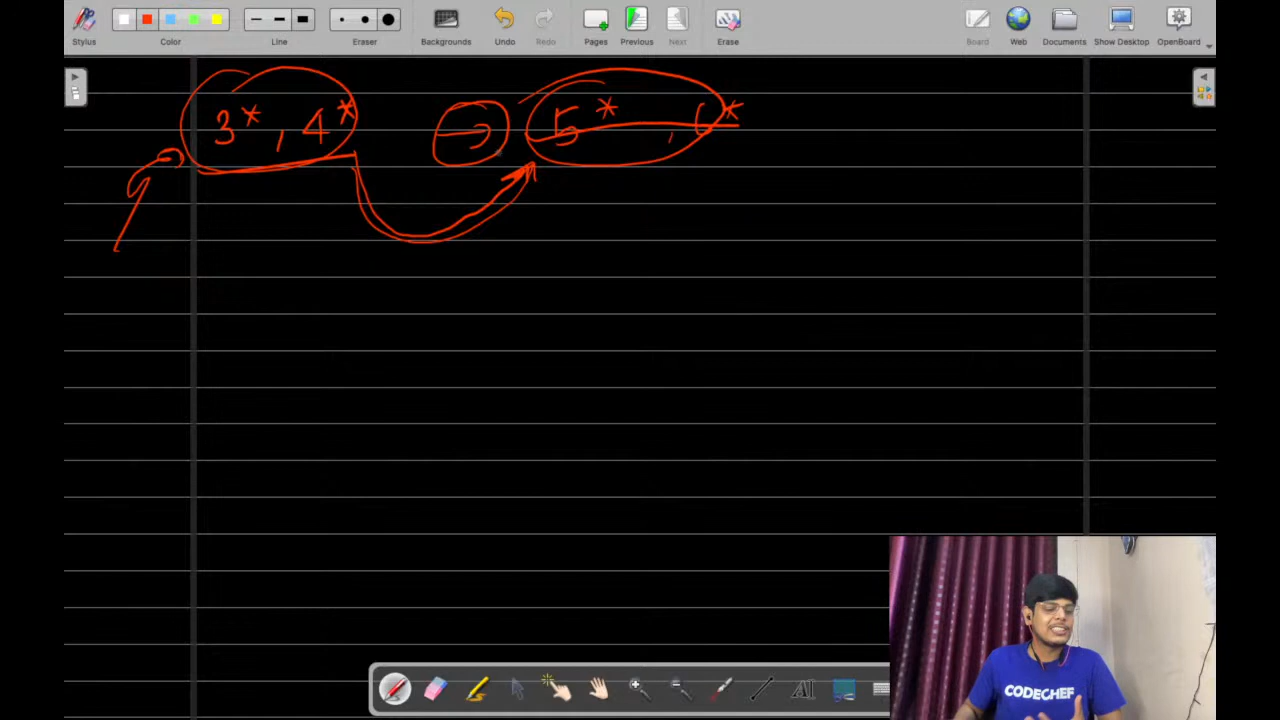 Stylus
Color
Line
Eraser
Backgrounds
Undo
Redo
Pages
Previous
Next
Erase
Board
Web
Documents
Show Desktop
OpenBoard
3*, 4* → 5*, 6*
AI
CODECHEF